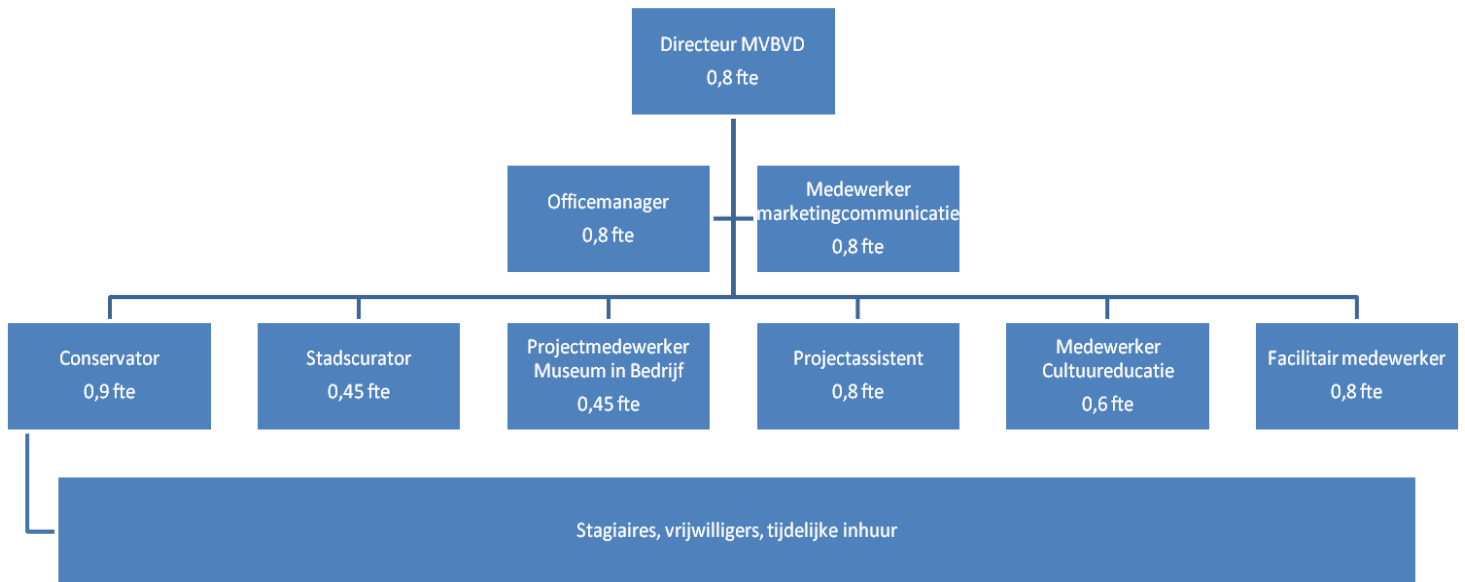 Directeur MVBVD
0,8 fte
Officemanager
0,8 fte
Medewerker
marketingcommunicatie
0,8 fte
Conservator
0,9 fte
Stadscurator
0,45 fte
Projectmedewerker
Museum in Bedrijf
0,45 fte
Projectassistent
0,8 fte
Medewerker
Cultuureducatie
0,6 fte
Facilitair medewerker
0,8 fte
Stagiaires, vrijwilligers, tijdelijke inhuur